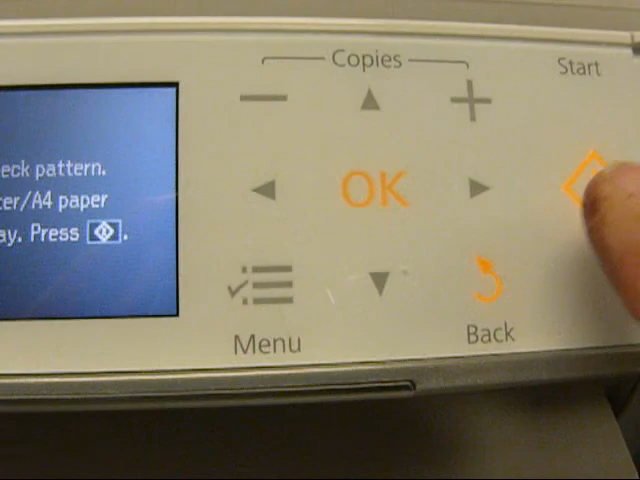 Copies
Start
eck pattern.
ter/A4 paper
ay. Press
OK
Menu
Back